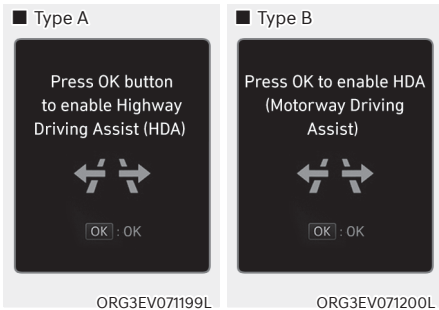 ■ Type A
Press OK button
to enable Highway
Driving Assist (HDA)
OK : OK
ORG3EV071199L
■ Type B
Press OK to enable HDA
(Motorway Driving
Assist)
OK : OK
ORG3EV071200L